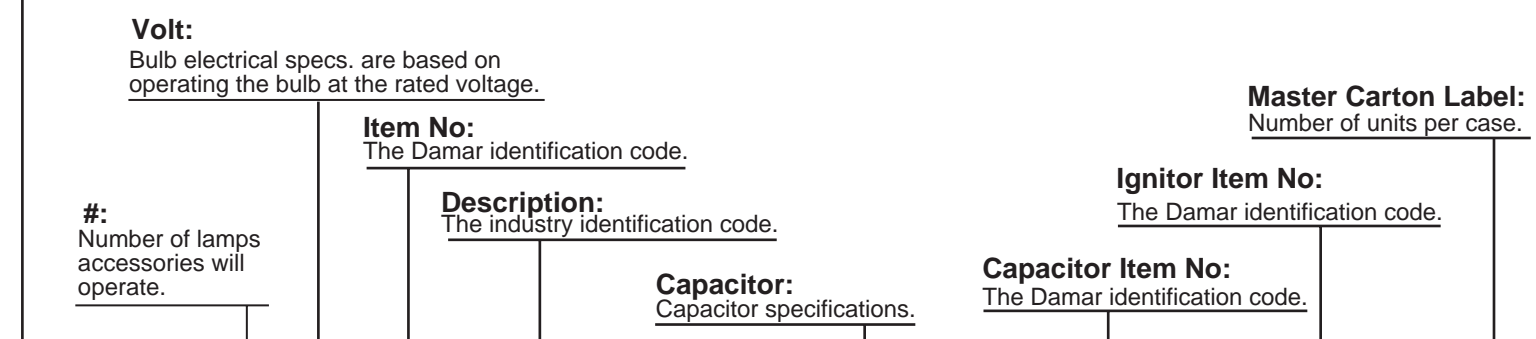 Volt:
Bulb electrical specs. are based on
operating the bulb at the rated voltage.
Item No:
The Damar identification code.
#:
Number of lamps
accessories will
operate.
Description:
The industry identification code.
Capacitor:
Capacitor specifications.
Capacitor Item No:
The Damar identification code.
Ignitor Item No:
The Damar identification code.
Master Carton Label:
Number of units per case.